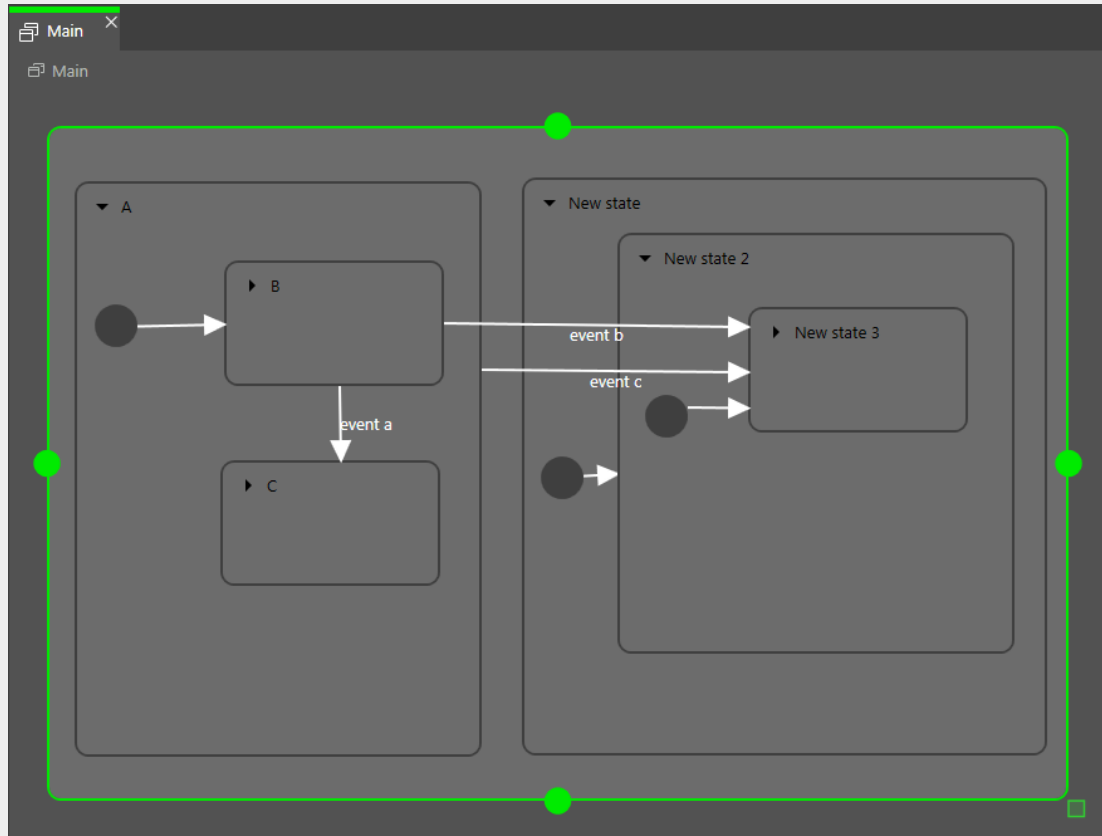 Main
Main
A
New state
New state 2
B
New state 3
event b
event c
event a
C